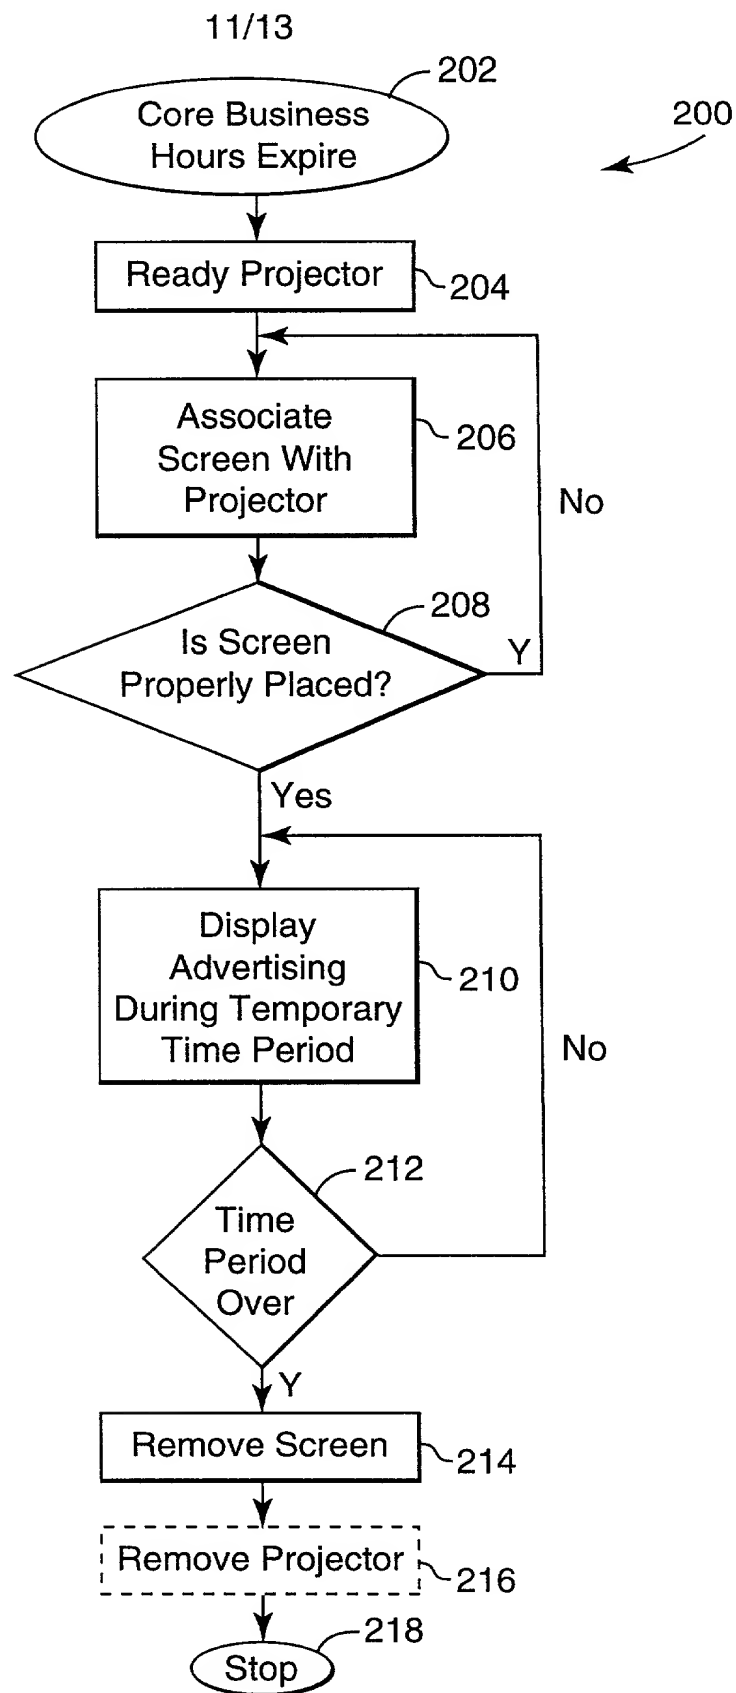 11/13
202
Core Business
Hours Expire
200
Ready Projector
204
Associate
Screen With
Projector
206
No
208
Is Screen
Properly Placed?
Y
Yes
Display
Advertising
During Temporary
Time Period
210
No
212
Time
Period
Over
Y
Remove Screen
214
Remove Projector
216
218
Stop